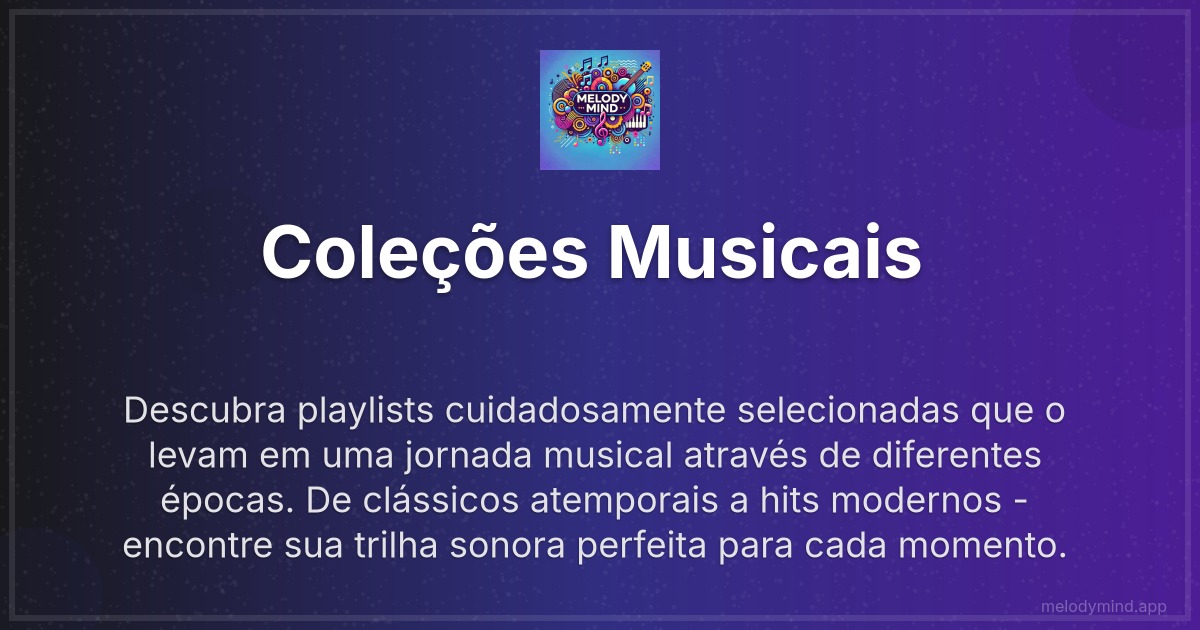 MELODY
MIND
Coleções Musicais
Descubra playlists cuidadosamente selecionadas que o
levam em uma jornada musical através de diferentes
épocas. De clássicos atemporais a hits modernos -
encontre sua trilha sonora perfeita para cada momento.
melodymind.app